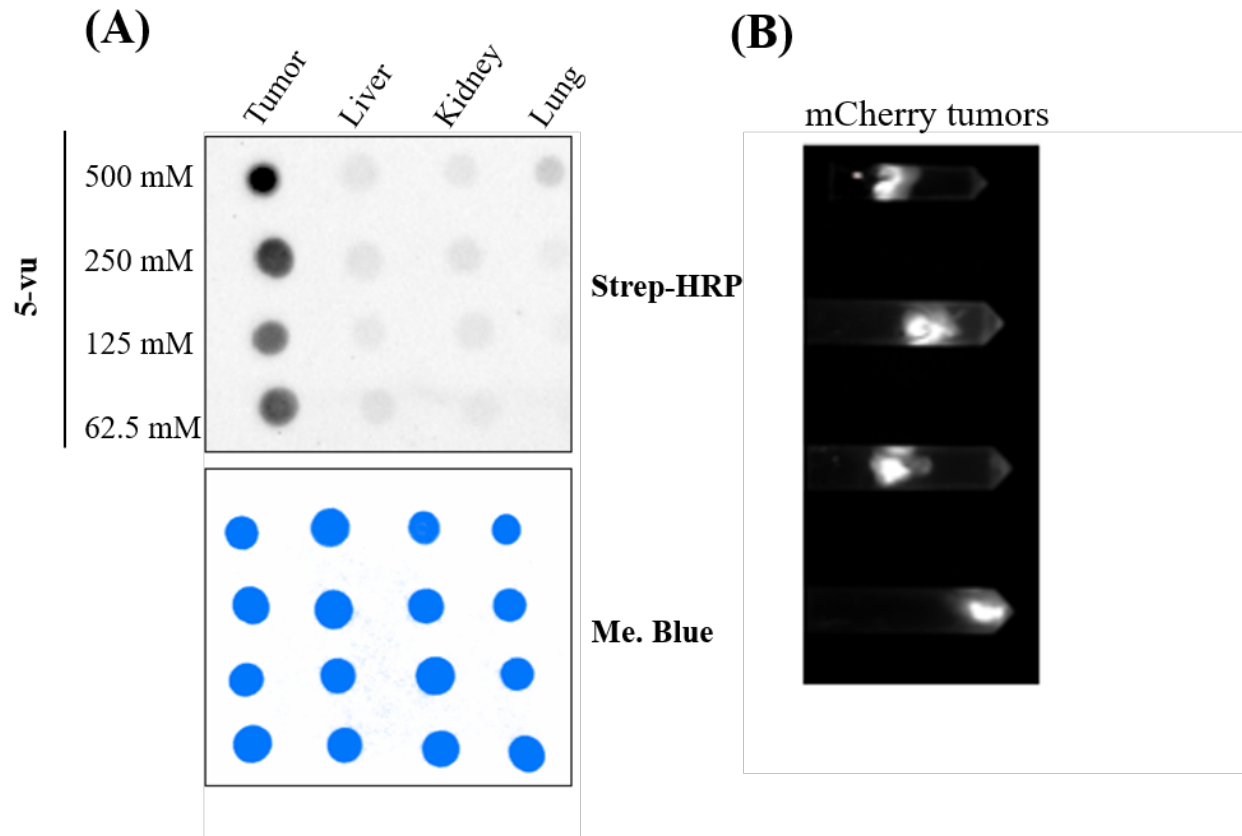 (A)
(B)
Tumor
Liver
Kidney
Lung
mCherry tumors
5-vu
500 mM
250 mM
125 mM
62.5 mM
Strep-HRP
Me. Blue